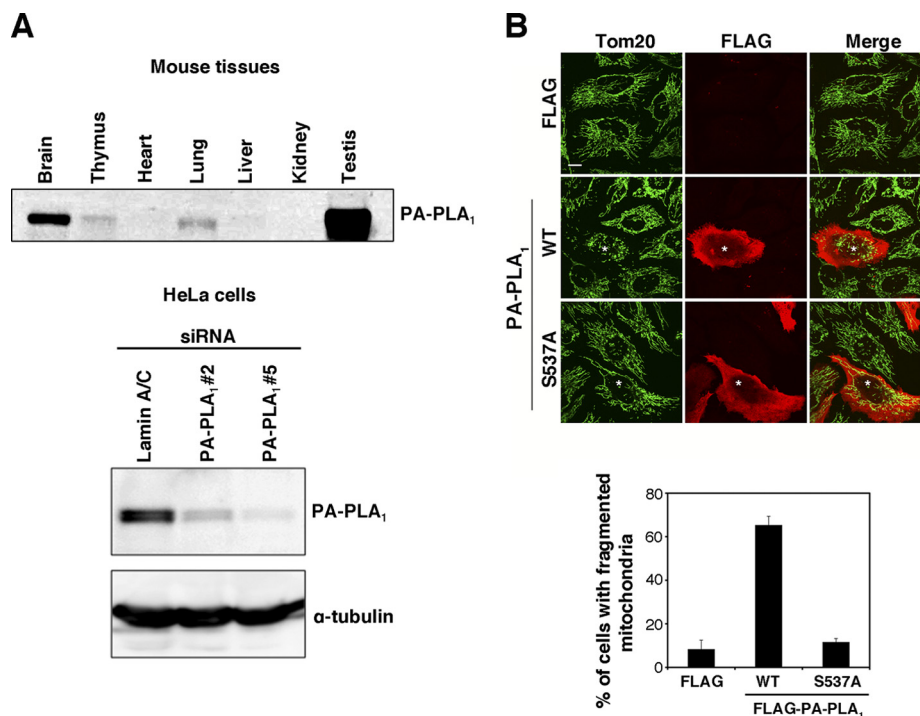 A
Mouse tissues
Brain
Thymus
Heart
Lung
Liver
Kidney
Testis
PA-PLA₁
HeLa cells
siRNA
Lamin A/C
PA-PLA₁#2
PA-PLA₁#5
PA-PLA₁
α-tubulin
B
Tom20 FLAG Merge
FLAG
PA-PLA₁
WT
* * *
S537A
* * *
% of cells with fragmented
mitochondria
80
60
40
20
0
FLAG WT S537A
FLAG-PA-PLA₁